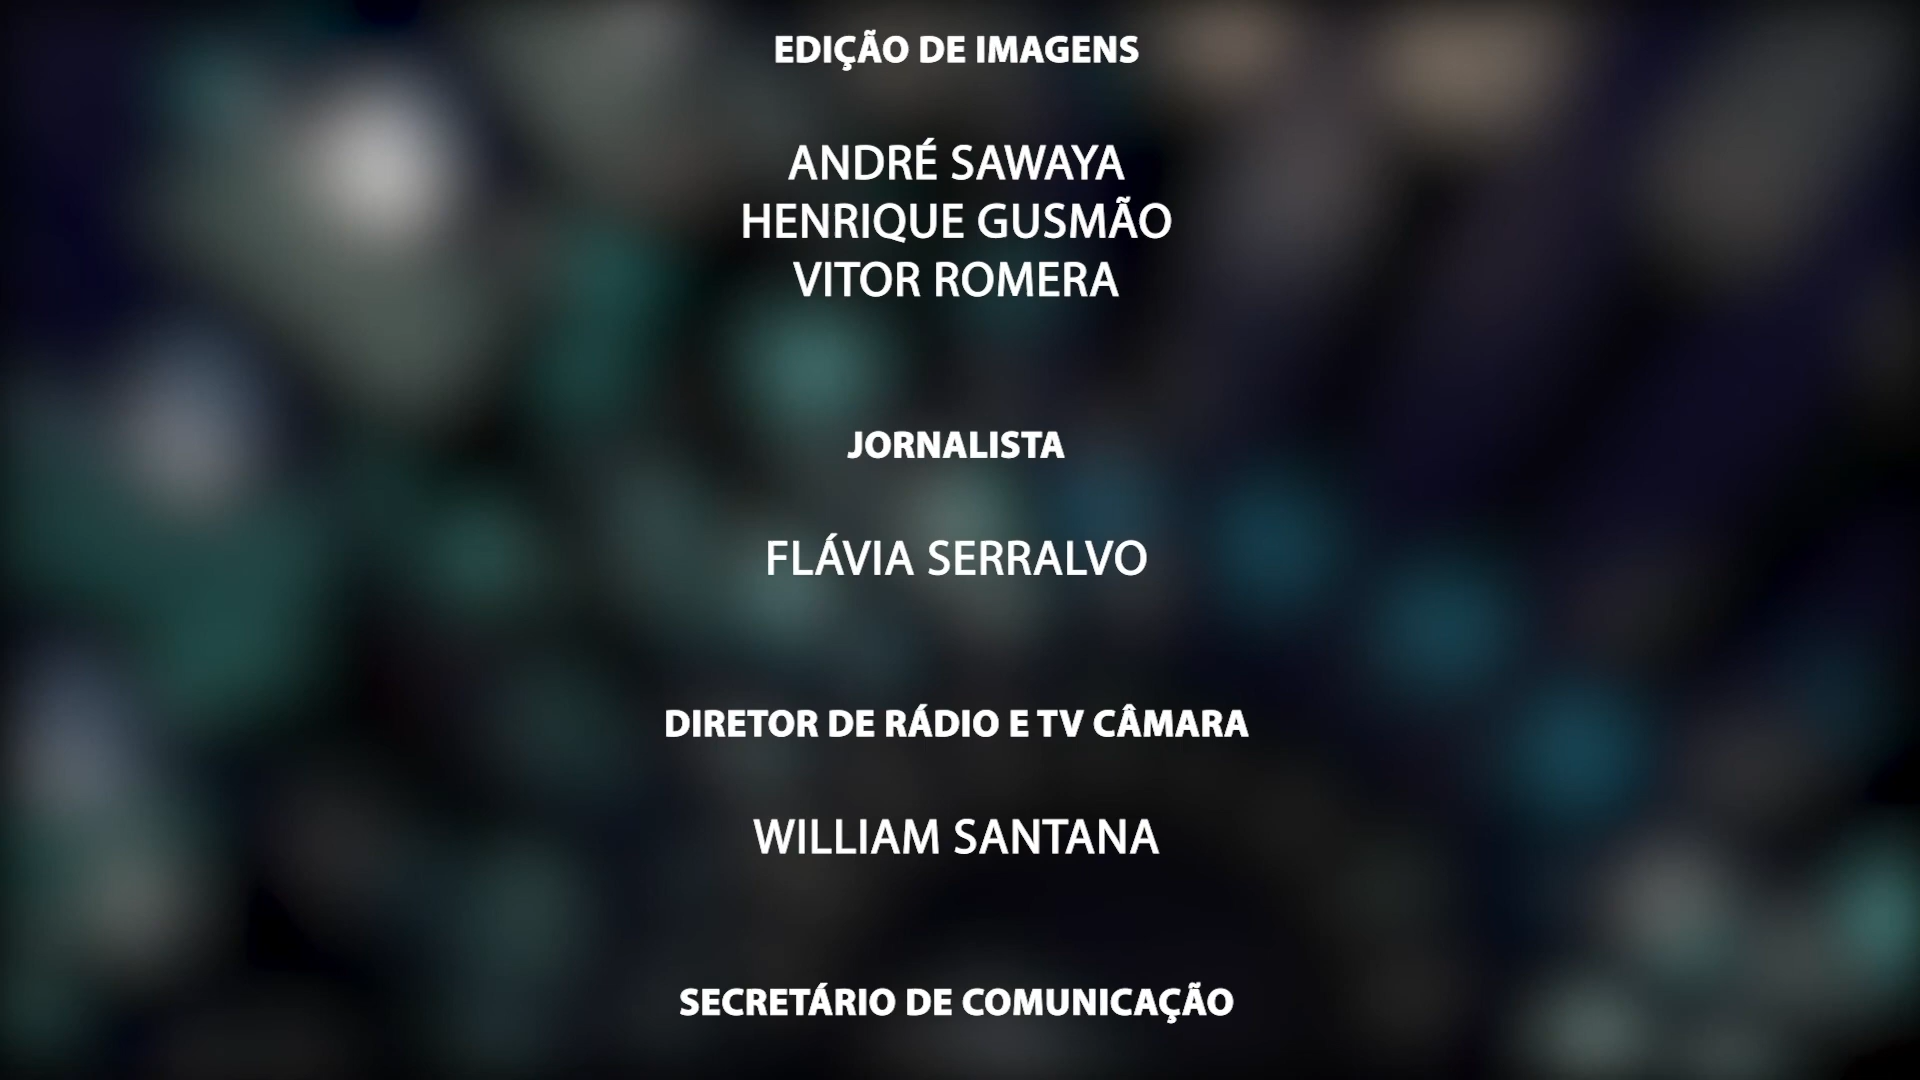 EDIÇÃO DE IMAGENS
ANDRÉ SAWAYA
HENRIQUE GUSMÃO
VITOR ROMERA
JORNALISTA
FLÁVIA SERRALVO
DIRETOR DE RÁDIO E TV CÂMARA
WILLIAM SANTANA
SECRETÁRIO DE COMUNICAÇÃO